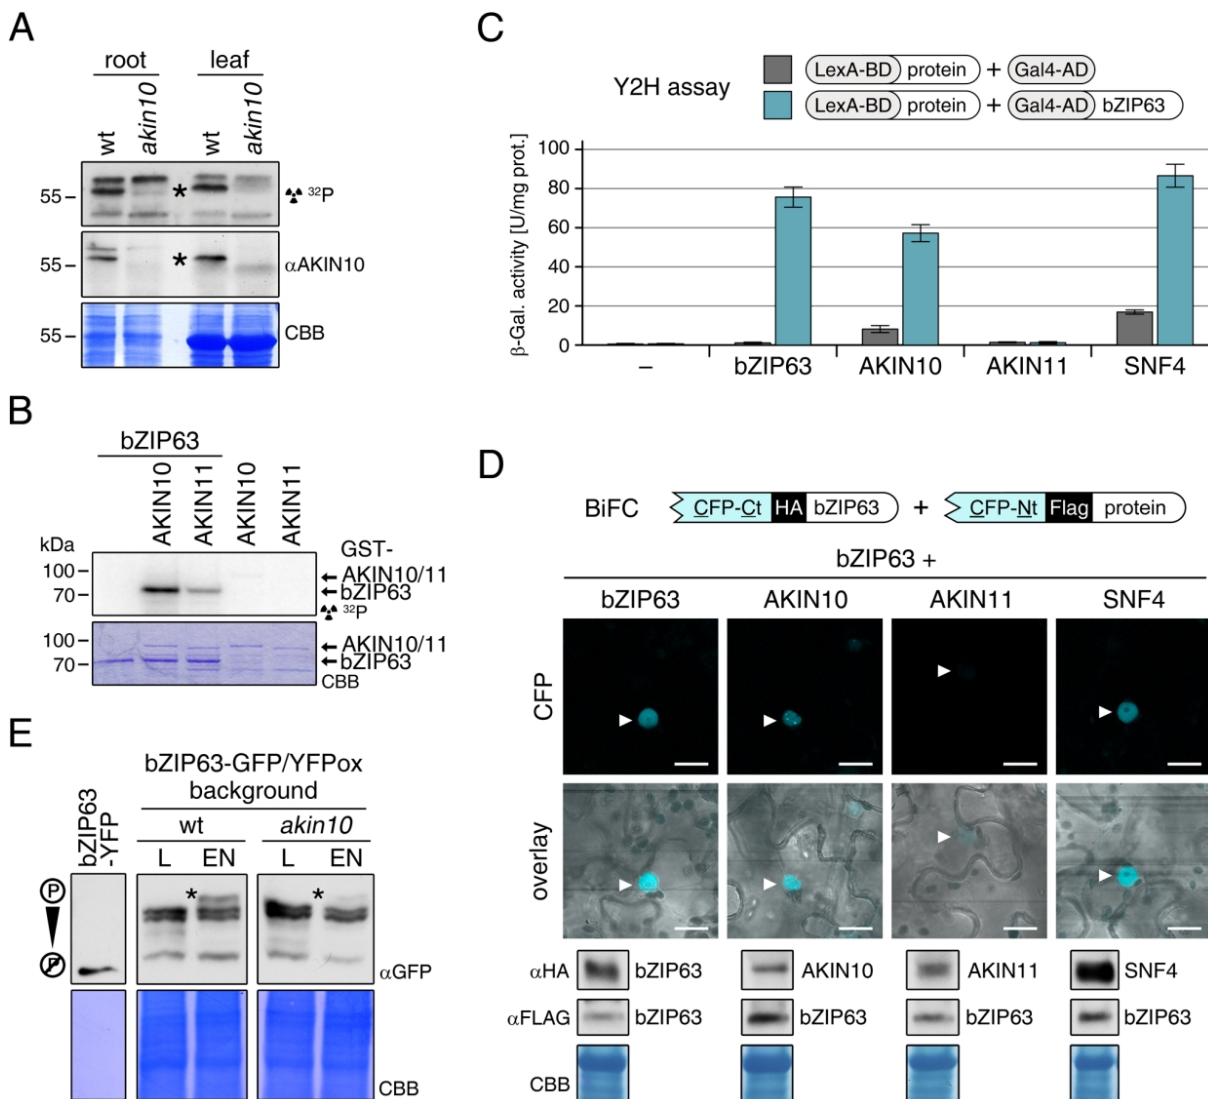 A
root leaf
wt akin10 wt akin10
55 * 32P
55 * αAKIN10
55 CBB
B
bZIP63
AKIN10 AKIN11 AKIN10 AKIN11
kDa GST-
100 AKIN10/11
70 bZIP63
32P
100 AKIN10/11
70 bZIP63
CBB
C
Y2H assay
LexA-BD protein + Gal4-AD
LexA-BD protein + Gal4-AD bZIP63
β-Gal. activity [U/mg prot.]
100
80
60
40
20
0
– bZIP63 AKIN10 AKIN11 SNF4
D
BiFC CFP-Ct HA bZIP63 + CFP-Nt Flag protein
bZIP63 +
bZIP63 AKIN10 AKIN11 SNF4
CFP
overlay
αHA bZIP63 AKIN10 AKIN11 SNF4
αFLAG bZIP63 bZIP63 bZIP63 bZIP63
CBB
E
bZIP63-GFP/YFPox
background
bZIP63
-YFP
wt akin10
L EN L EN
P * *
P αGFP
CBB